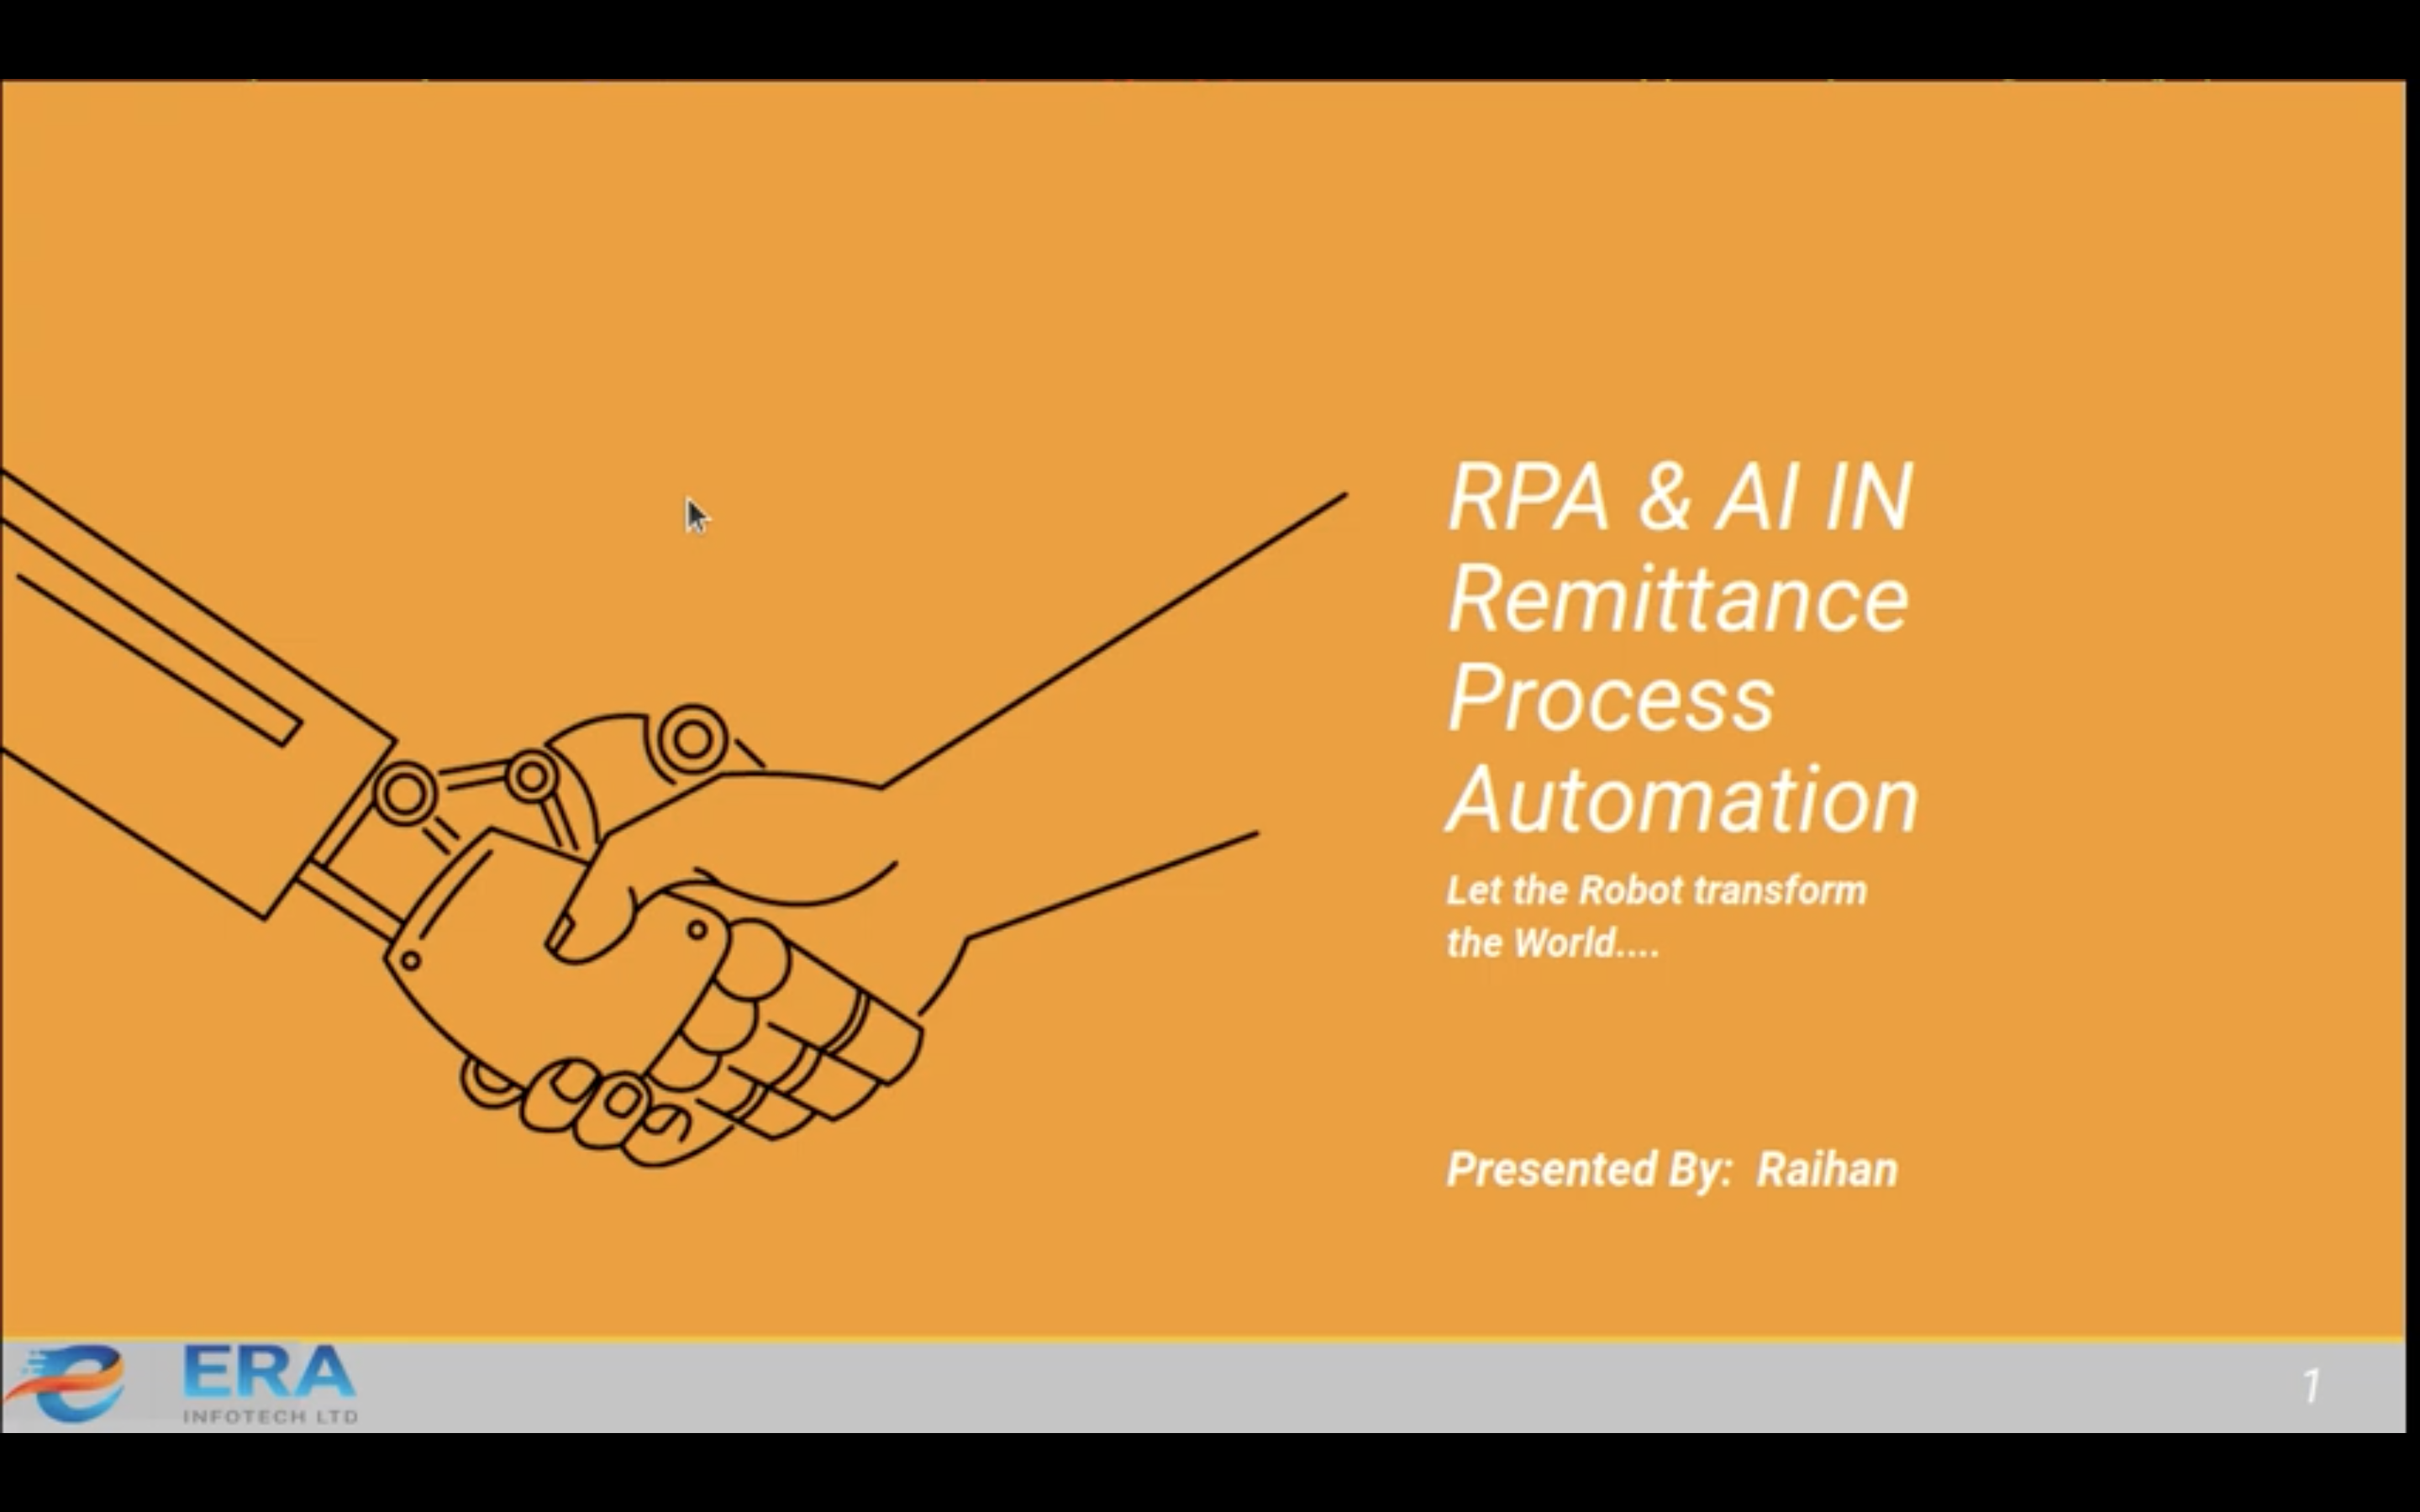 RPA & AI IN
Remittance
Process
Automation
Let the Robot transform
the World....
Presented By: Raihan
ERA
INFOTECH LTD
1